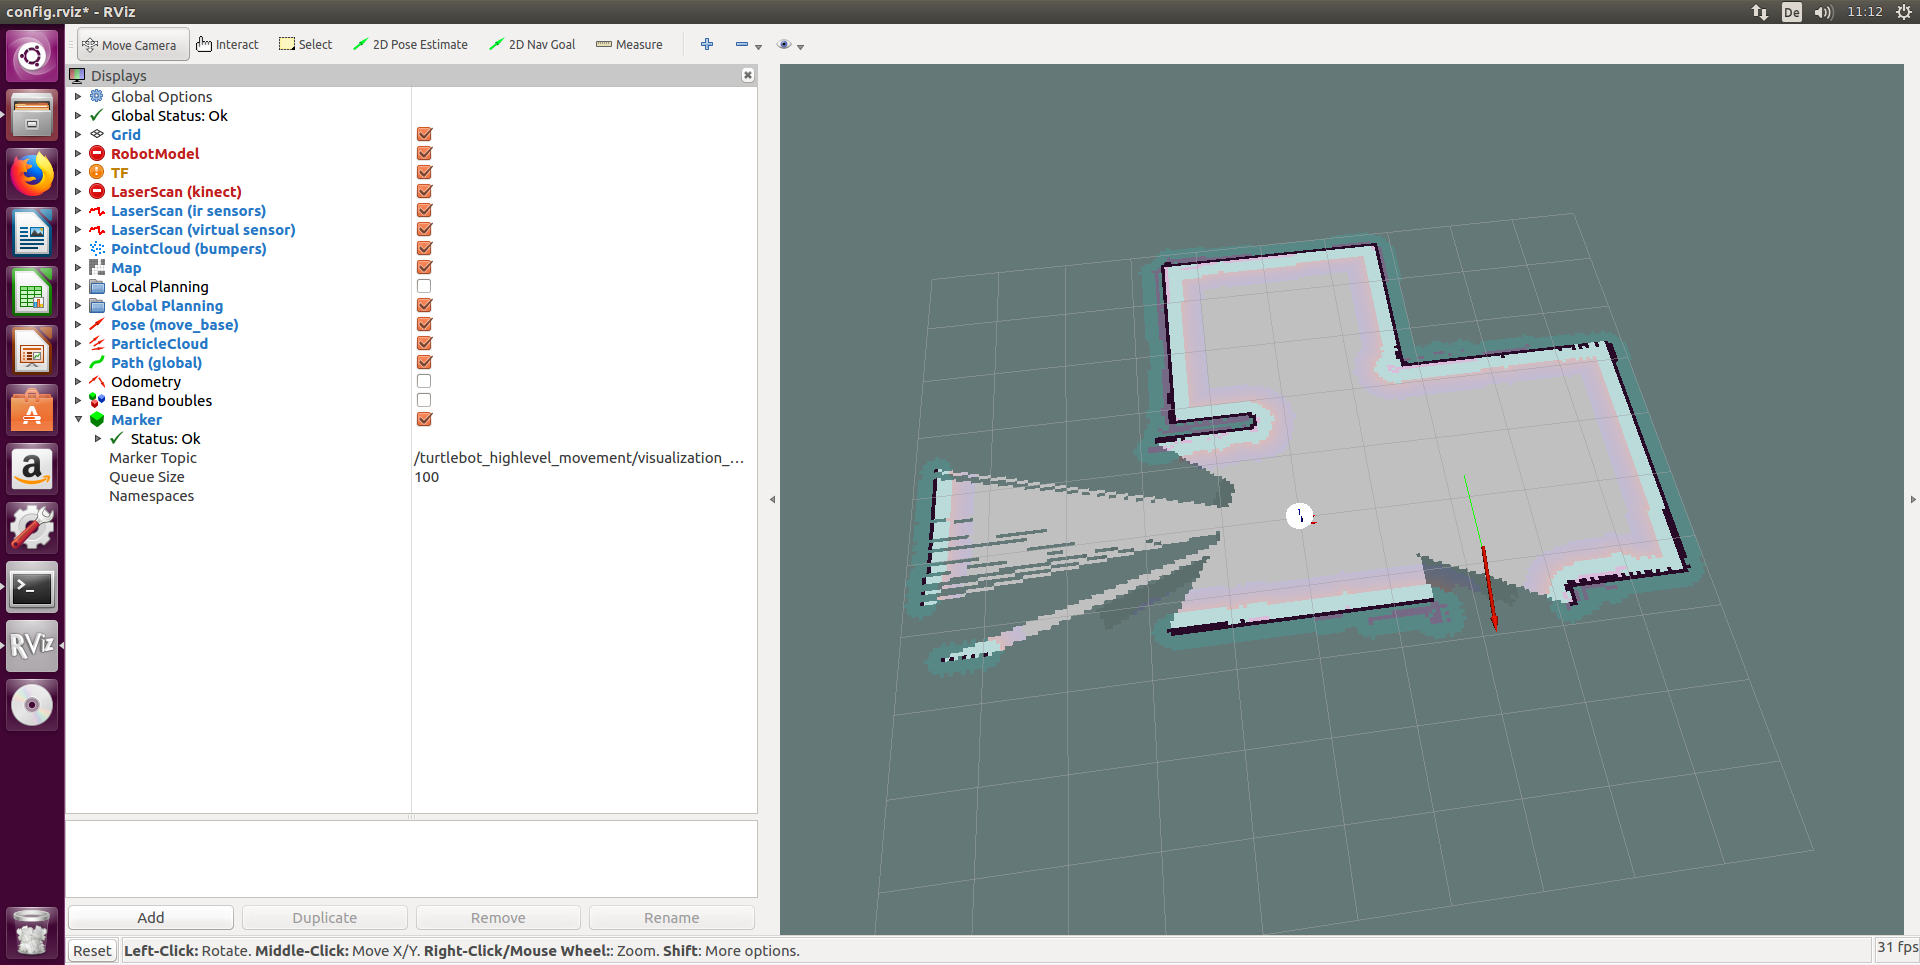 config.rviz* - RViz
De
11:12
Move Camera
Interact
Select
2D Pose Estimate
2D Nav Goal
Measure
Displays
Global Options
Global Status: Ok
Grid
RobotModel
TF
LaserScan (kinect)
LaserScan (ir sensors)
LaserScan (virtual sensor)
PointCloud (bumpers)
Map
Local Planning
Global Planning
Pose (move_base)
ParticleCloud
Path (global)
Odometry
EBand boubles
Marker
Status: Ok
Marker Topic /turtlebot_highlevel_movement/visualization_...
Queue Size 100
Namespaces
RViz
1
Add
Duplicate
Remove
Rename
Reset
Left-Click: Rotate. Middle-Click: Move X/Y. Right-Click/Mouse Wheel:: Zoom. Shift: More options.
31 fps